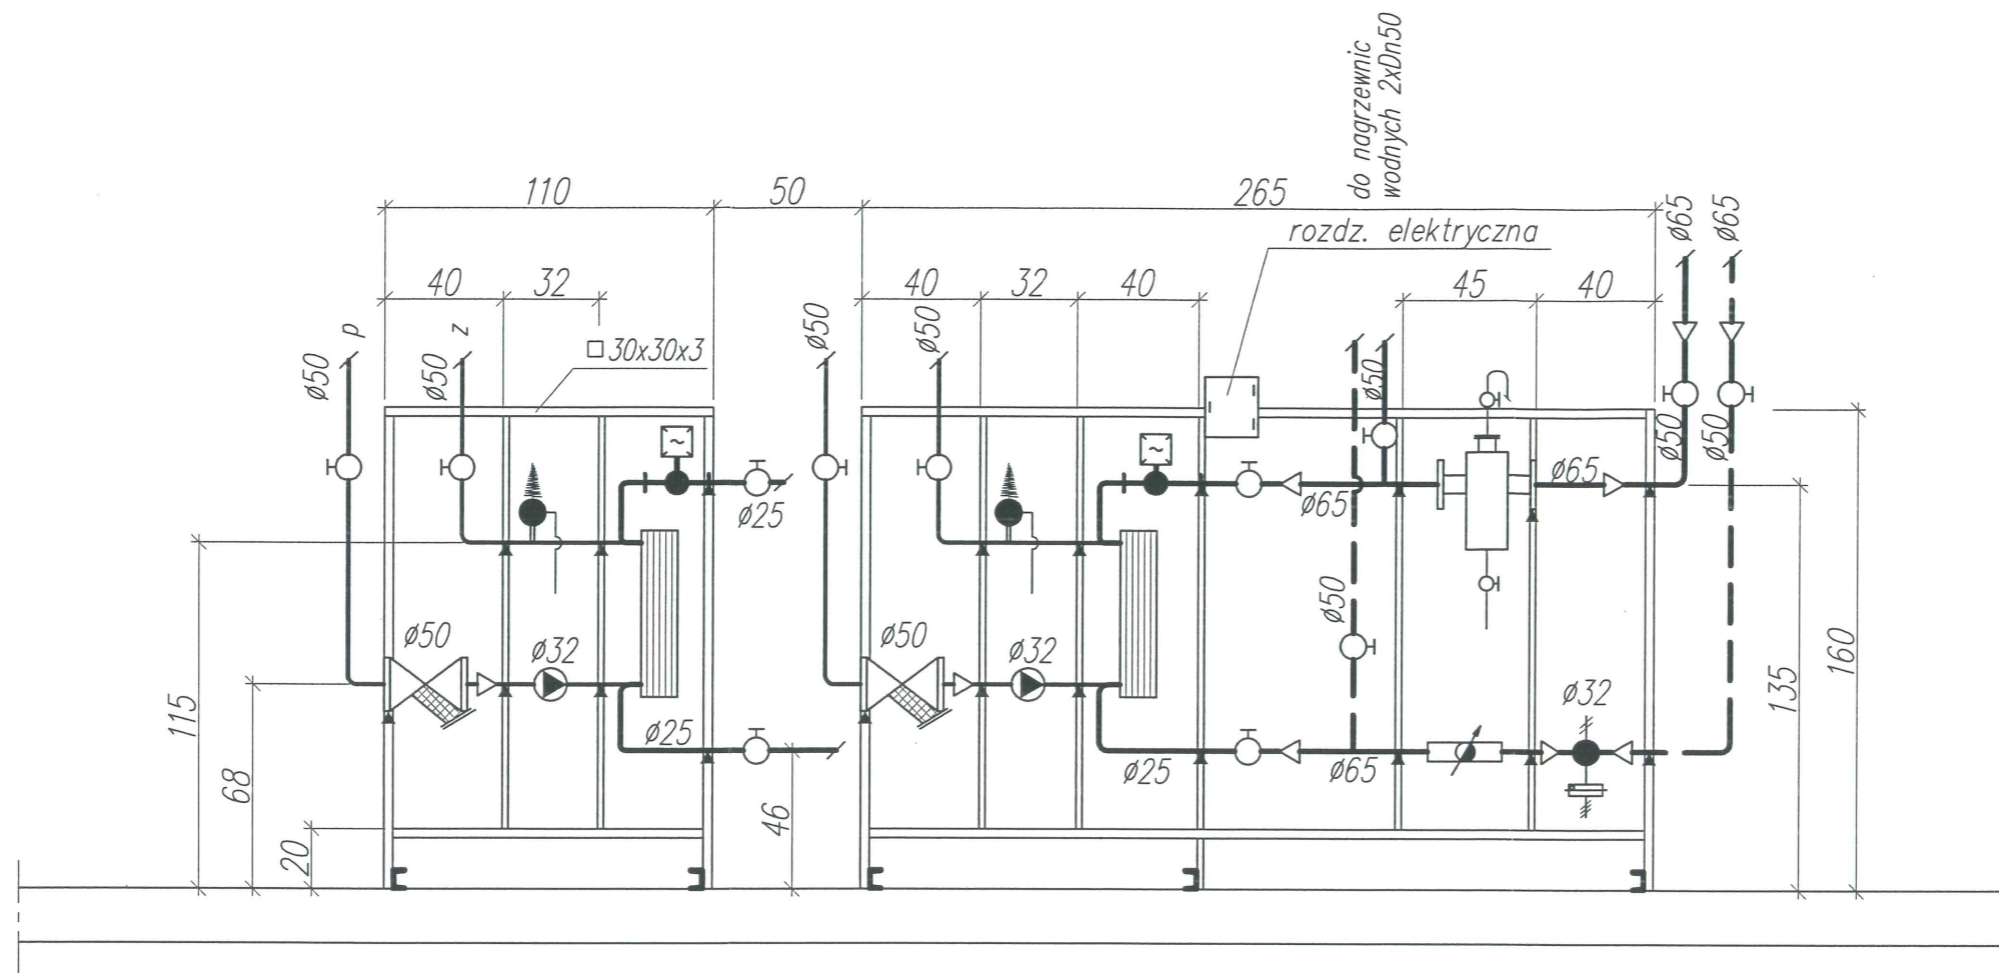 do nagrzewnic
wodnych 2xDn50
110
50
265
ø65
ø65
rozdz. elektryczna
40
32
40
32
40
45
40
p
z
ø50
ø50
□ 30x30x3
ø50
ø50
ø50
ø50
ø50
~
~
ø25
ø65
ø65
ø50
ø50
ø50
ø32
ø32
ø32
115
68
20
46
135
160
ø25
ø25
ø65